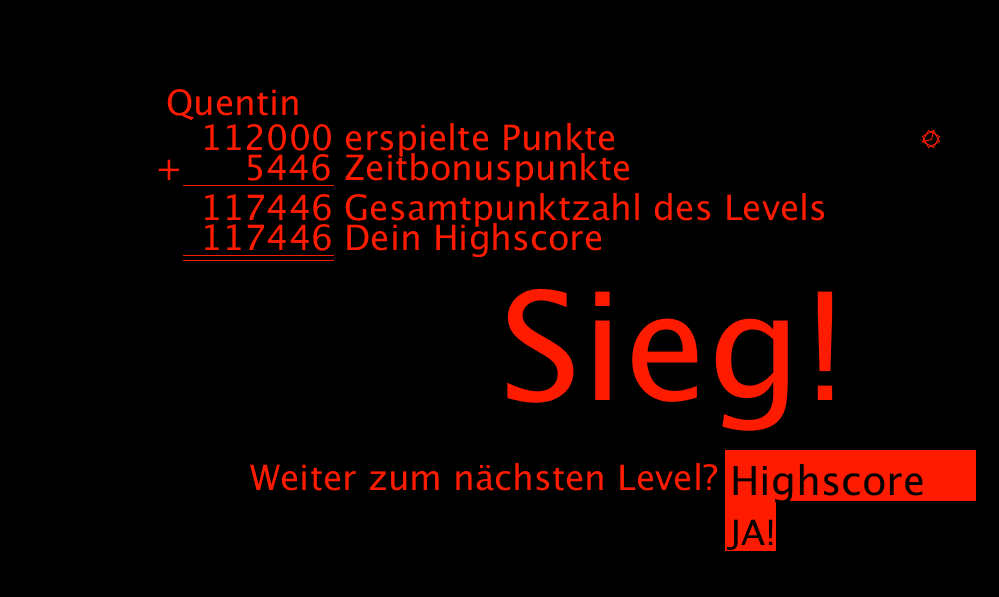 Quentin
112000 erspielte Punkte
+ 5446 Zeitbonuspunkte
117446 Gesamtpunktzahl des Levels
117446 Dein Highscore
Sieg!
Weiter zum nächsten Level? Highscore
JA!